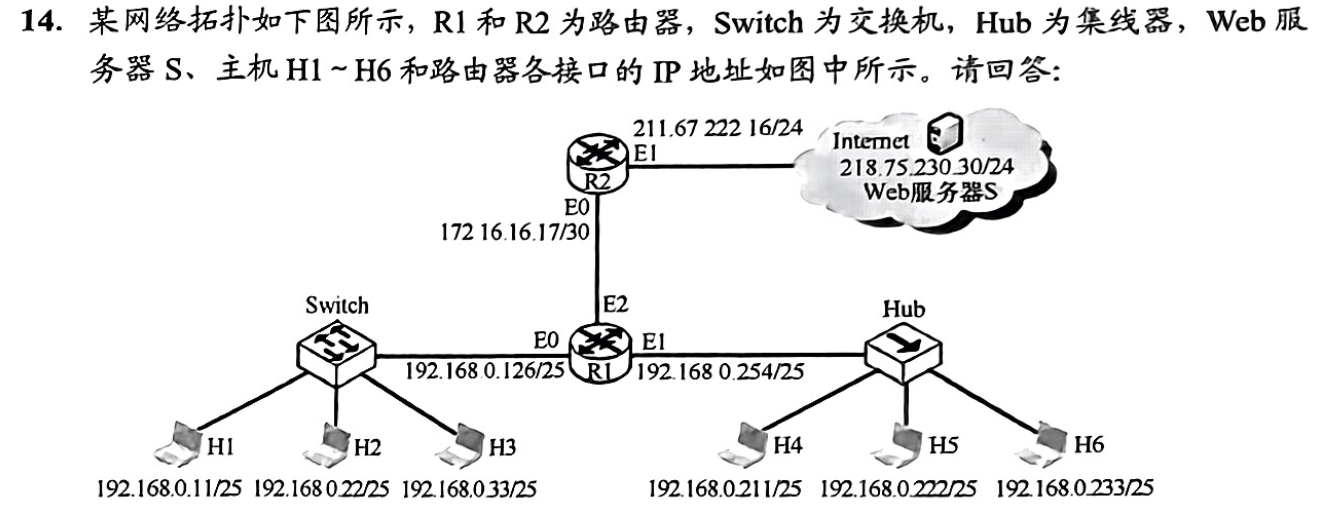 14. 某网络拓扑如下图所示，R1 和 R2 为路由器，Switch 为交换机，Hub 为集线器，Web 服
务器 S、主机 H1 ~ H6 和路由器各接口的 IP 地址如图中所示。请回答：
211.67 222 16/24
E1
R2
Internet
218.75.230.30/24
Web服务器S
E0
172 16.16.17/30
Switch
E2
Hub
E0
E1
192.168 0.126/25
R1
192.168 0.254/25
H1
H2
H3
H4
H5
H6
192.168.0.11/25 192.168 0.22/25 192.168.0.33/25 192.168.0.211/25 192.168.0.222/25 192.168.0.233/25